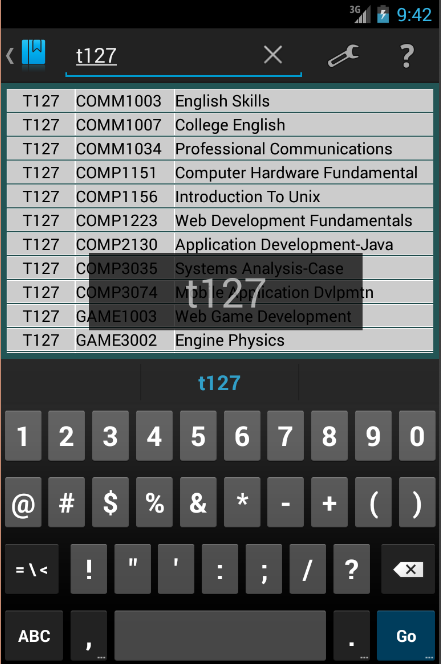 3G 9:42
t127 ?
T127 COMM1003 English Skills
T127 COMM1007 College English
T127 COMM1034 Professional Communications
T127 COMP1151 Computer Hardware Fundamental
T127 COMP1156 Introduction To Unix
T127 COMP1223 Web Development Fundamentals
T127 COMP2130 Application Development-Java
T127 COMP3035 Systems Analysis-Case
t127
T127 COMP3074 Mobile Application Dvlpmtn
T127 GAME1003 Web Game Development
T127 GAME3002 Engine Physics
t127
1 2 3 4 5 6 7 8 9 0
@ # $ % & * - + ( )
= \ < ! " ' : ; / ?
ABC , ... . ... Go ...